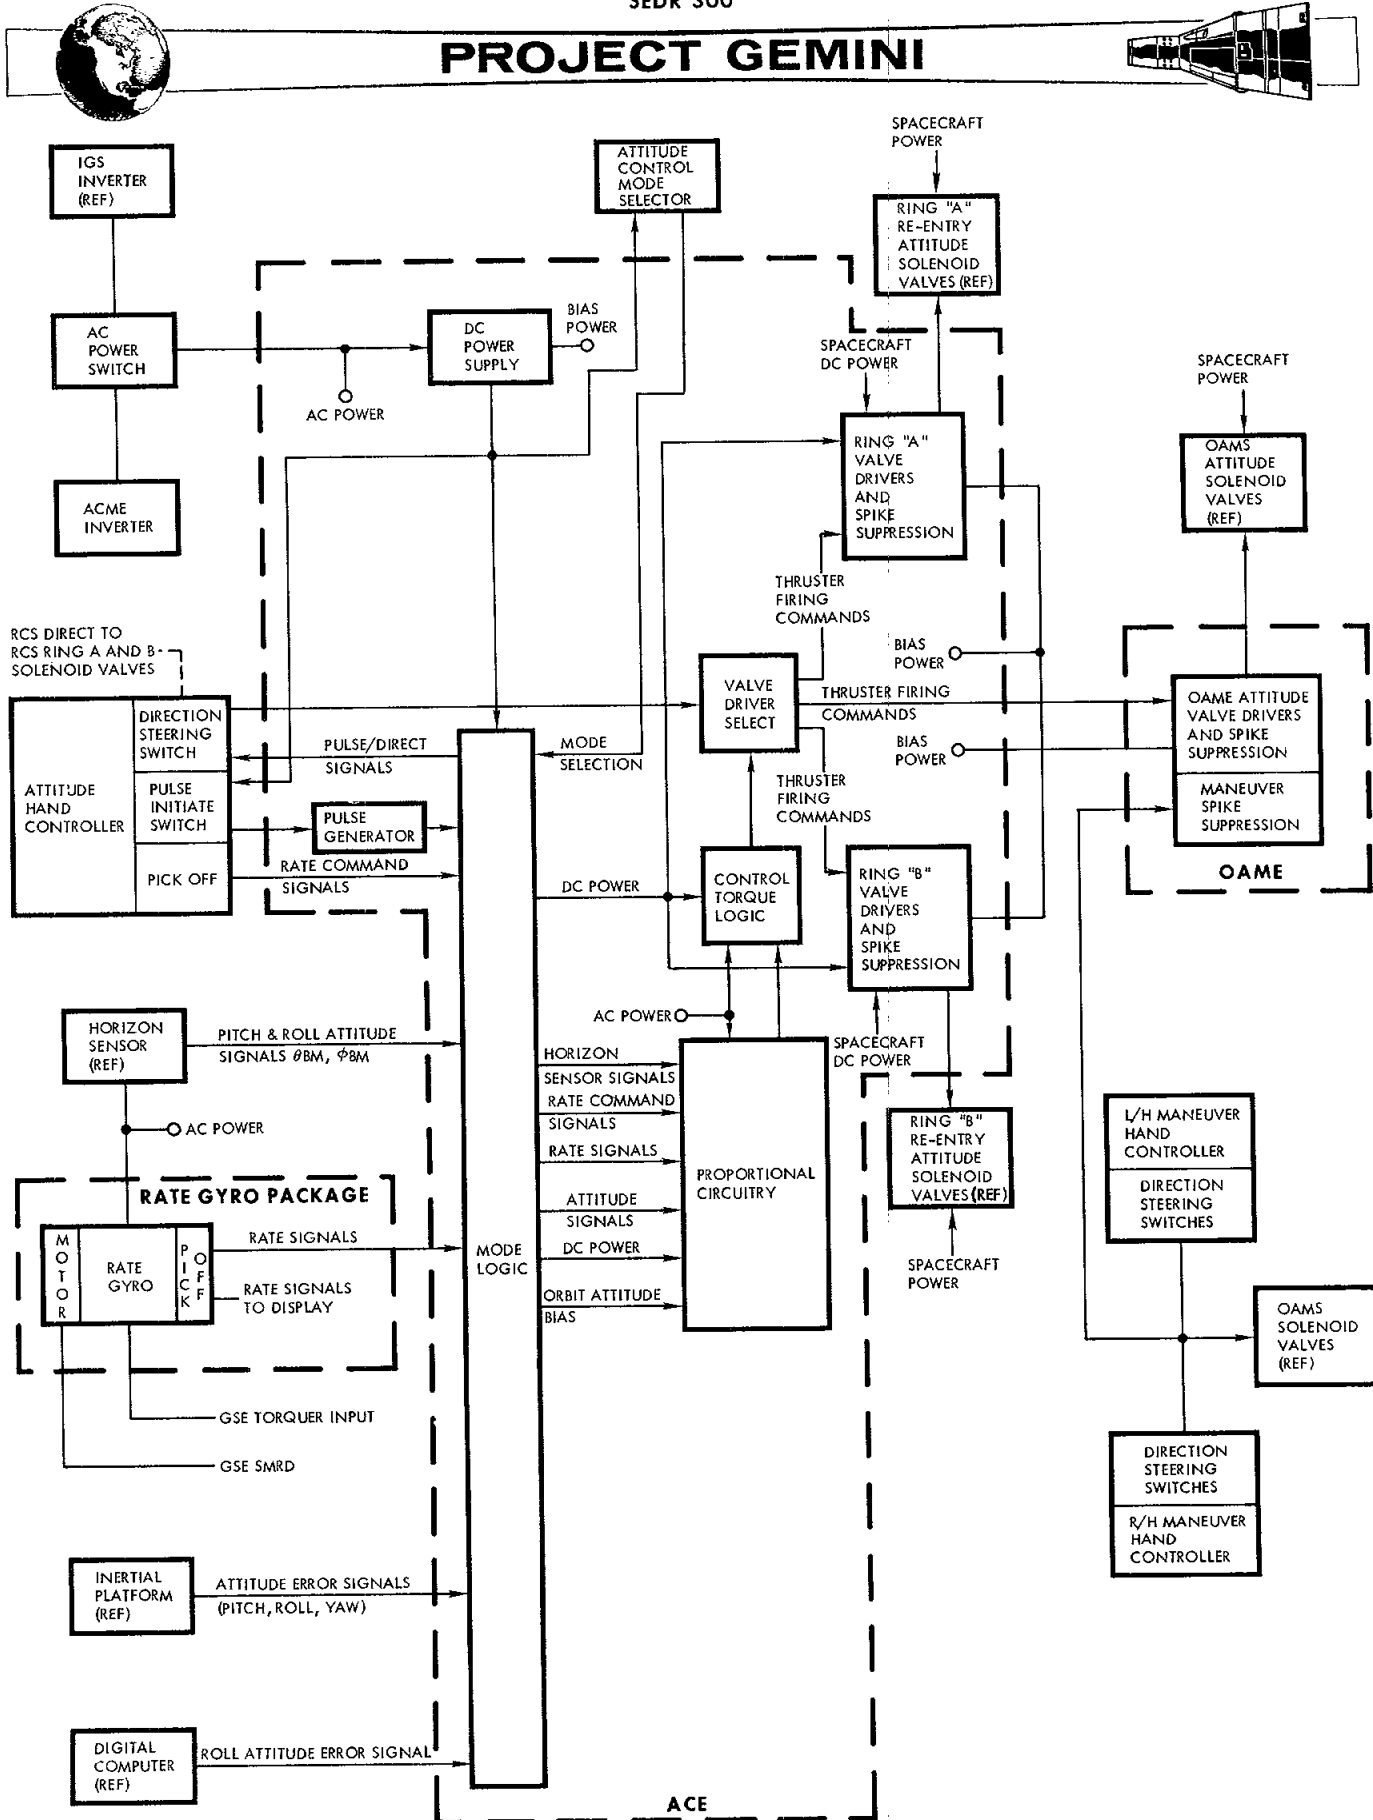 SEDR 300
PROJECT GEMINI
IGS
INVERTER
(REF)
ATTITUDE
CONTROL
MODE
SELECTOR
SPACECRAFT
POWER
RING "A"
RE-ENTRY
ATTITUDE
SOLENOID
VALVES (REF)
AC
POWER
SWITCH
DC
POWER
SUPPLY
BIAS
POWER
AC POWER
SPACECRAFT
DC POWER
SPACECRAFT
POWER
ACME
INVERTER
RING "A"
VALVE
DRIVERS
AND
SPIKE
SUPPRESSION
OAMS
ATTITUDE
SOLENOID
VALVES
(REF)
THRUSTER
FIRING
COMMANDS
RCS DIRECT TO
RCS RING A AND B
SOLENOID VALVES
BIAS
POWER
ATTITUDE
HAND
CONTROLLER
DIRECTION
STEERING
SWITCH
PULSE
INITIATE
SWITCH
PICK OFF
PULSE/DIRECT
SIGNALS
PULSE
GENERATOR
RATE COMMAND
SIGNALS
MODE
SELECTION
VALVE
DRIVER
SELECT
THRUSTER FIRING
COMMANDS
BIAS
POWER
THRUSTER
FIRING
COMMANDS
OAME ATTITUDE
VALVE DRIVERS
AND SPIKE
SUPPRESSION
MANEUVER
SPIKE
SUPPRESSION
OAME
DC POWER
CONTROL
TORQUE
LOGIC
RING "B"
VALVE
DRIVERS
AND
SPIKE
SUPPRESSION
HORIZON
SENSOR
(REF)
PITCH & ROLL ATTITUDE
SIGNALS θBM, ϕBM
AC POWER
AC POWER
SPACECRAFT
DC POWER
HORIZON
SENSOR SIGNALS
RATE COMMAND
SIGNALS
RATE SIGNALS
ATTITUDE
SIGNALS
DC POWER
ORBIT ATTITUDE
BIAS
PROPORTIONAL
CIRCUITRY
RING "B"
RE-ENTRY
ATTITUDE
SOLENOID
VALVES (REF)
SPACECRAFT
POWER
L/H MANEUVER
HAND
CONTROLLER
DIRECTION
STEERING
SWITCHES
RATE GYRO PACKAGE
MOTOR
RATE
GYRO
PICK
OFF
RATE SIGNALS
RATE SIGNALS
TO DISPLAY
MODE
LOGIC
OAMS
SOLENOID
VALVES
(REF)
GSE TORQUER INPUT
GSE SMRD
DIRECTION
STEERING
SWITCHES
R/H MANEUVER
HAND
CONTROLLER
INERTIAL
PLATFORM
(REF)
ATTITUDE ERROR SIGNALS
(PITCH, ROLL, YAW)
DIGITAL
COMPUTER
(REF)
ROLL ATTITUDE ERROR SIGNAL
ACE